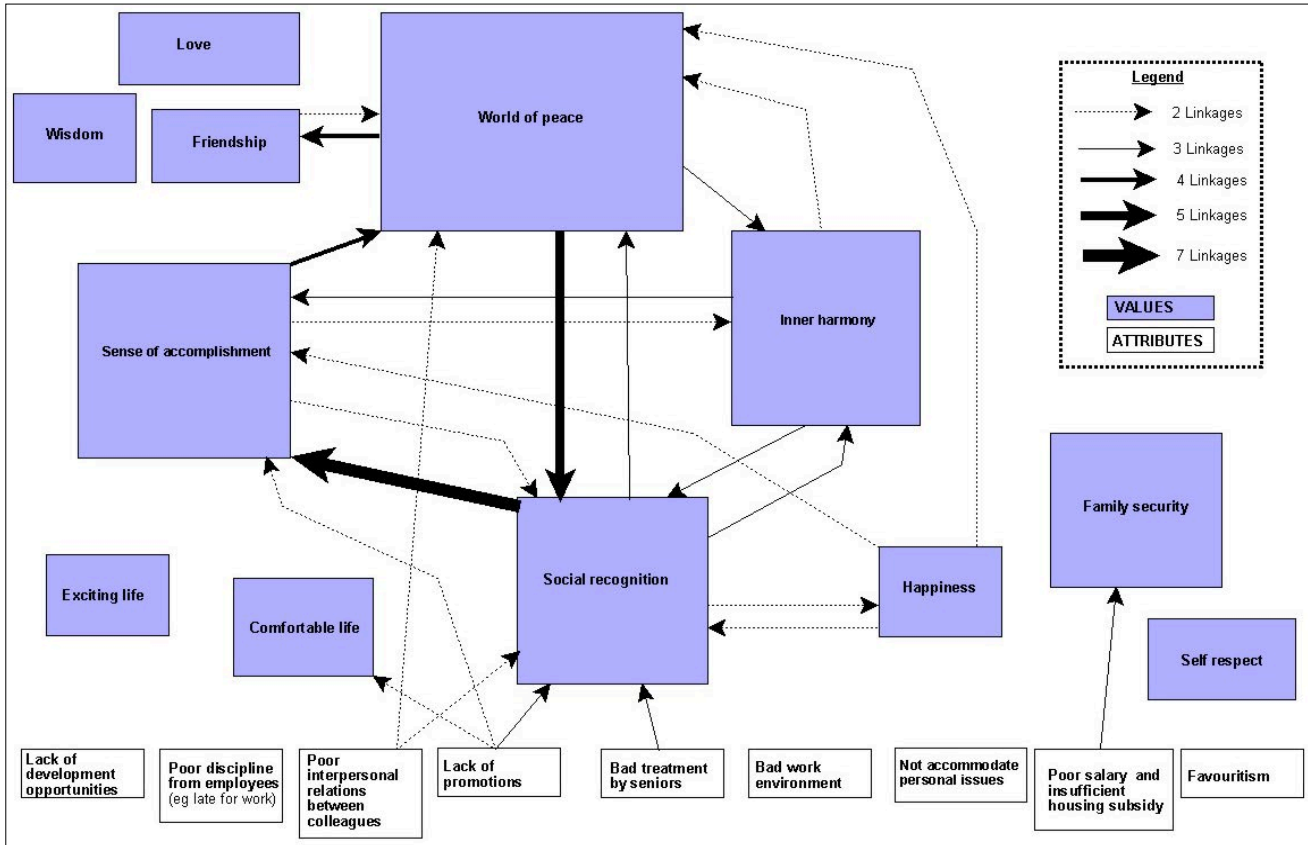 Love
World of peace
Legend
2 Linkages
3 Linkages
4 Linkages
5 Linkages
7 Linkages
VALUES
ATTRIBUTES
Wisdom
Friendship
Sense of accomplishment
Inner harmony
Family security
Social recognition
Happiness
Exciting life
Comfortable life
Self respect
Lack of
development
opportunities
Poor discipline
from employees
(eg late for work)
Poor
interpersonal
relations
between
colleagues
Lack of
promotions
Bad treatment
by seniors
Bad work
environment
Not accommodate
personal issues
Poor salary and
insufficient
housing subsidy
Favouritism